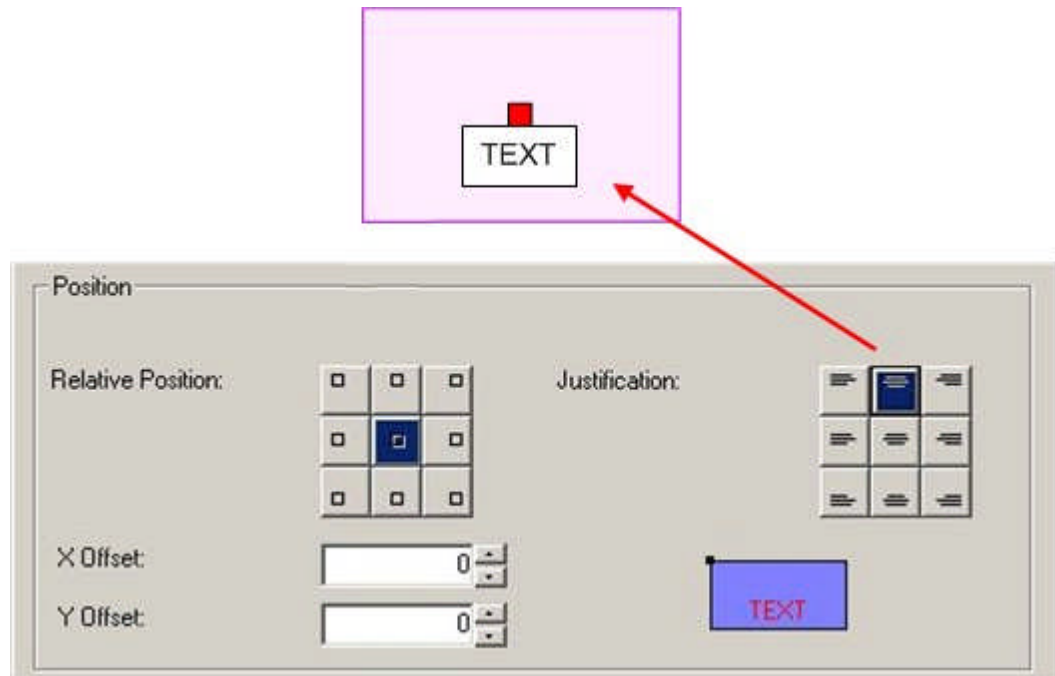 TEXT
Position
Relative Position:
Justification:
X Offset:
0
Y Offset:
0
TEXT